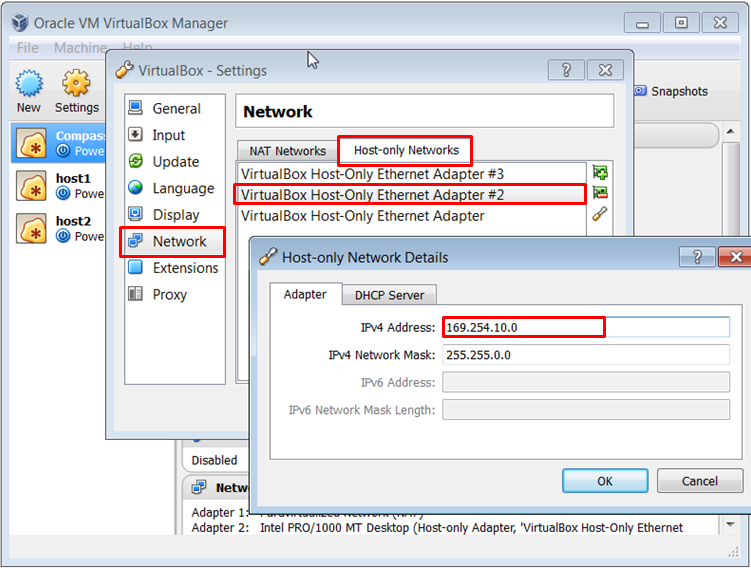 Oracle VM VirtualBox Manager
File Machine Help
New
Settings
Snapshots
Compass
Powe
host1
Powe
host2
Powe
VirtualBox - Settings
General
Input
Update
Language
Display
Network
Extensions
Proxy
Network
NAT Networks
Host-only Networks
VirtualBox Host-Only Ethernet Adapter #3
VirtualBox Host-Only Ethernet Adapter #2
VirtualBox Host-Only Ethernet Adapter
Host-only Network Details
Adapter
DHCP Server
IPv4 Address: 169.254.10.0
IPv4 Network Mask: 255.255.0.0
IPv6 Address:
IPv6 Network Mask Length:
OK
Cancel
Disabled
Netwo
Adapter 1: Paravirtualized Network (NAT)
Adapter 2: Intel PRO/1000 MT Desktop (Host-only Adapter, 'VirtualBox Host-Only Ethernet